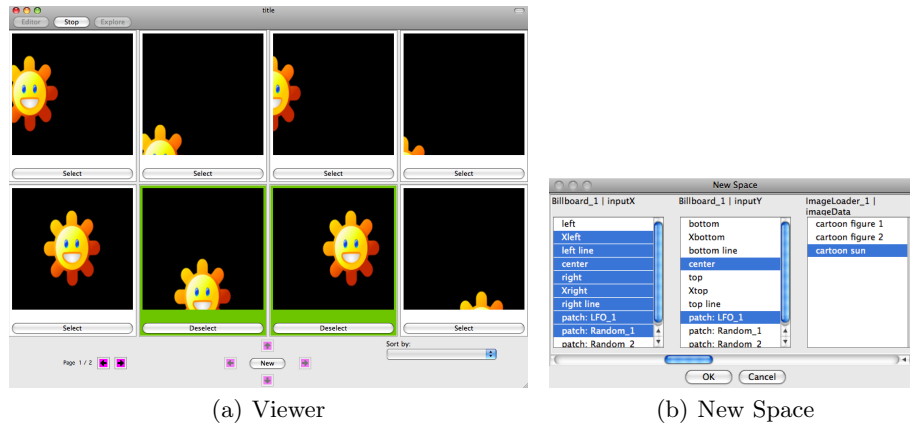 title
Editor Stop Explore
Select Select Select Select
Select Deselect Deselect Select
Page 1 / 2
New
Sort by:
(a) Viewer
New Space
Billboard_1 | inputX
left
Xleft
left line
center
right
Xright
right line
patch: LFO_1
patch: Random_1
patch: Random_2
Billboard_1 | inputY
bottom
Xbottom
bottom line
center
top
Xtop
top line
patch: LFO_1
patch: Random_1
patch: Random_2
ImageLoader_1 |
imageData
cartoon figure 1
cartoon figure 2
cartoon sun
OK Cancel
(b) New Space